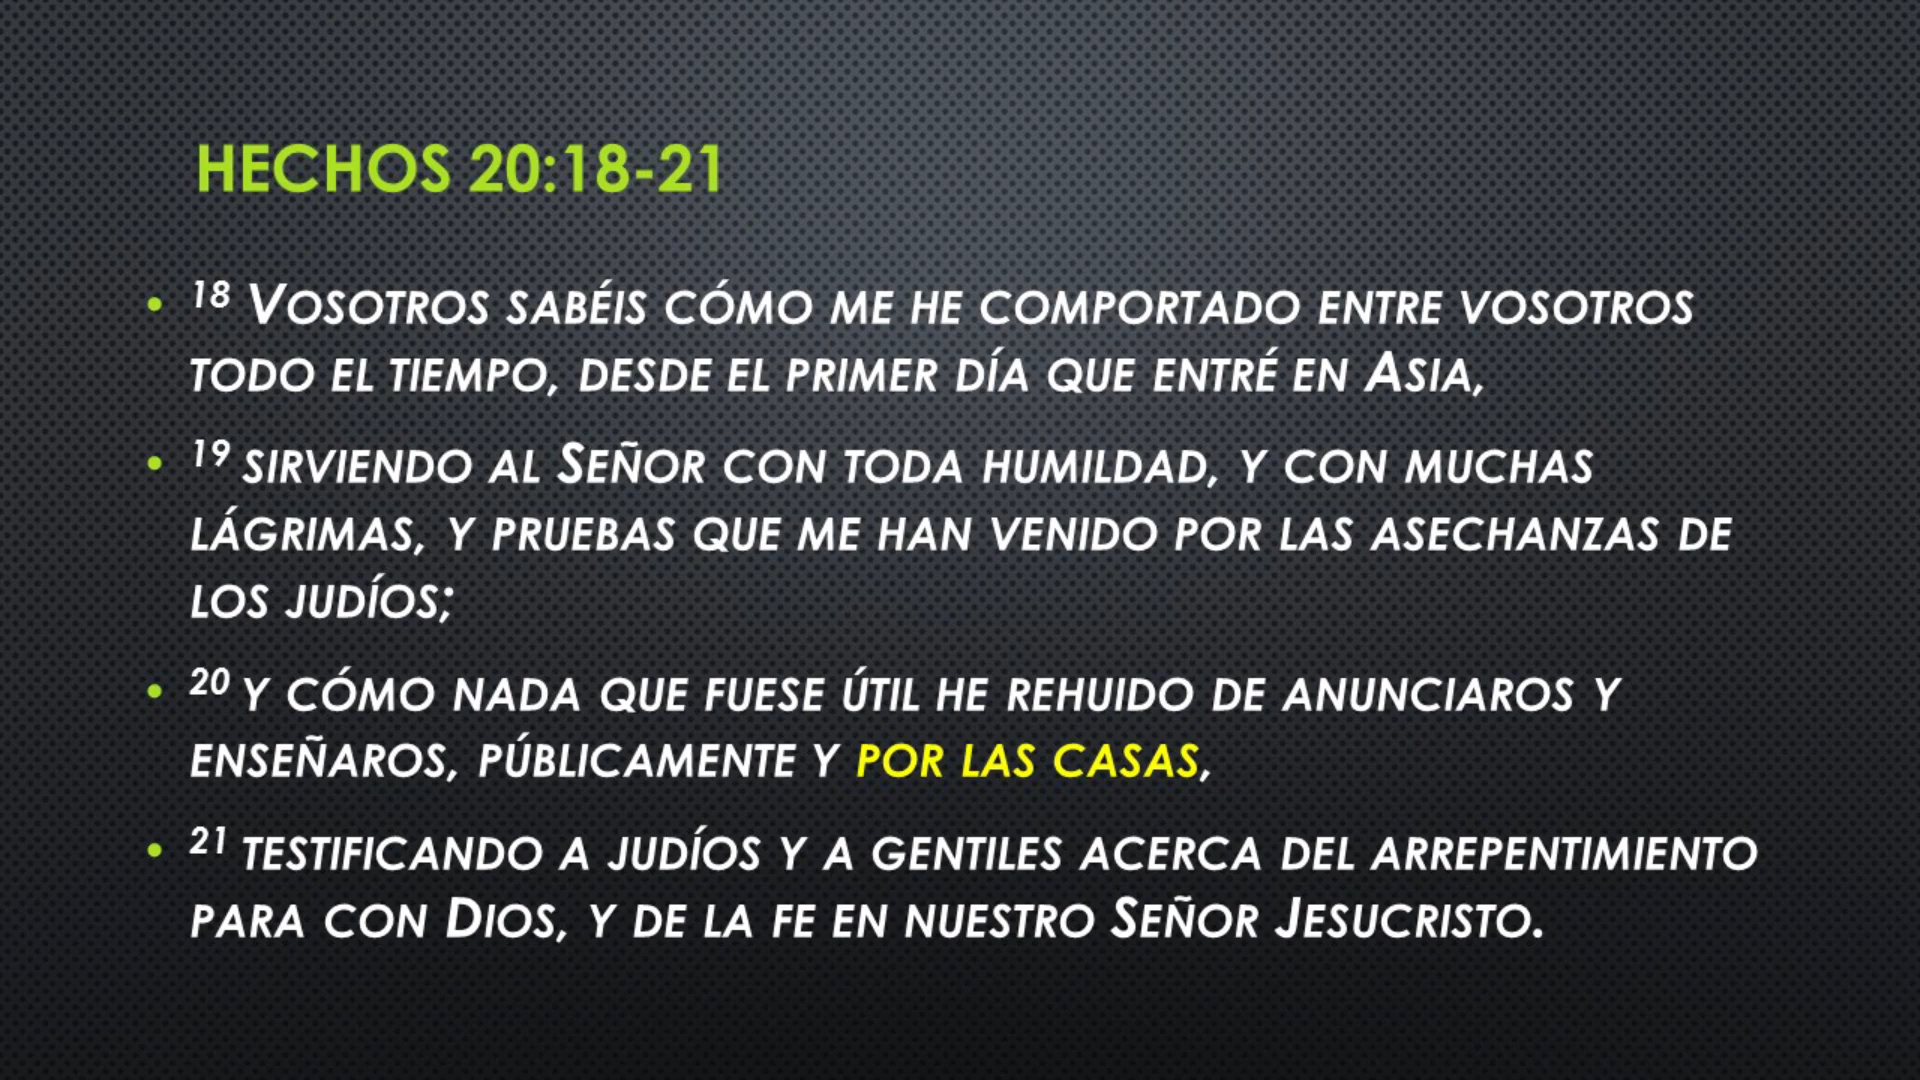 HECHOS 20:18-21
• 18 Vosotros sabéis cómo me he comportado entre vosotros
todo el tiempo, desde el primer día que entré en Asia,
• 19 sirviendo al Señor con toda humildad, y con muchas
lágrimas, y pruebas que me han venido por las asechanzas de
los judíos;
• 20 y cómo nada que fuese útil he rehuido de anunciaros y
enseñaros, públicamente y por las casas,
• 21 testificando a judíos y a gentiles acerca del arrepentimiento
para con Dios, y de la fe en nuestro Señor Jesucristo.